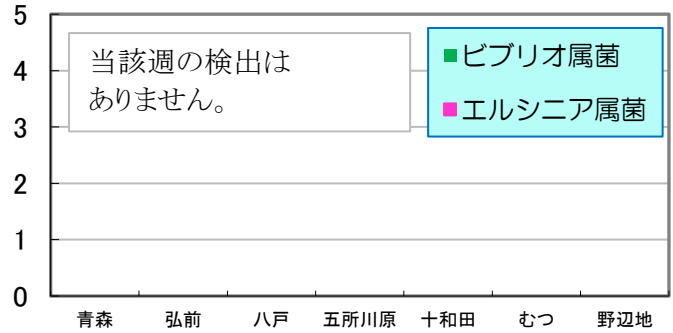 5
4
3
2
1
0
当該週の検出は
ありません。
■ビブリオ属菌
■エルシニア属菌
青森 弘前 八戸 五所川原 十和田 むつ 野辺地